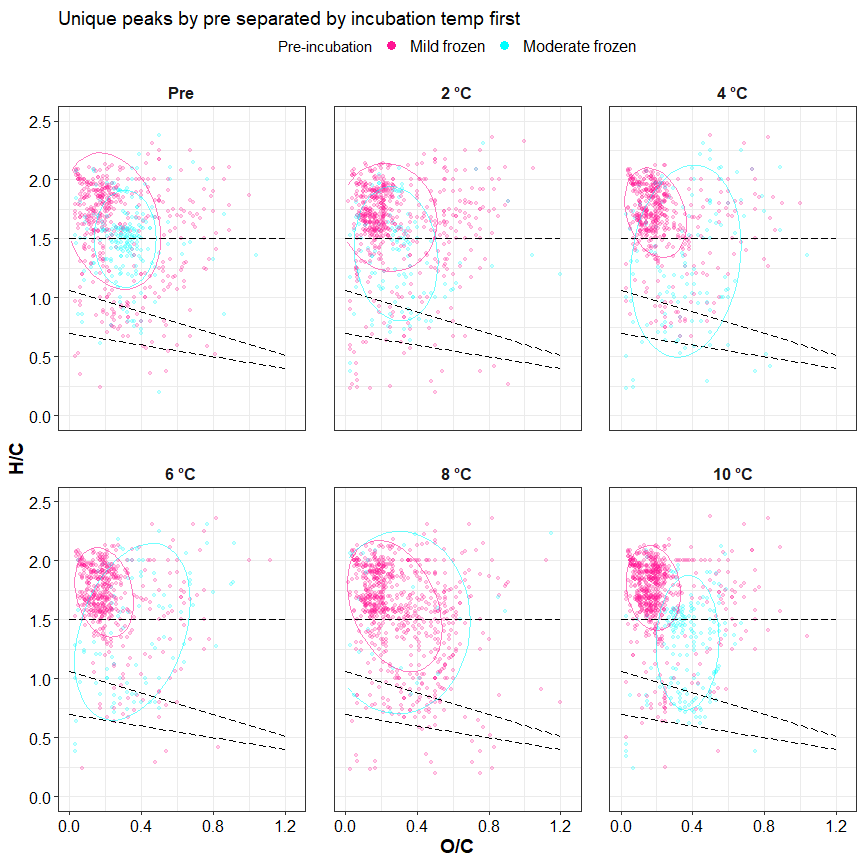 Unique peaks by pre separated by incubation temp first
Pre-incubation Mild frozen Moderate frozen
Pre 2 °C 4 °C
2.5
2.0
1.5
1.0
0.5
0.0
H/C
6 °C 8 °C 10 °C
2.5
2.0
1.5
1.0
0.5
0.0
0.0 0.4 0.8 1.2 0.0 0.4 0.8 1.2 0.0 0.4 0.8 1.2
O/C